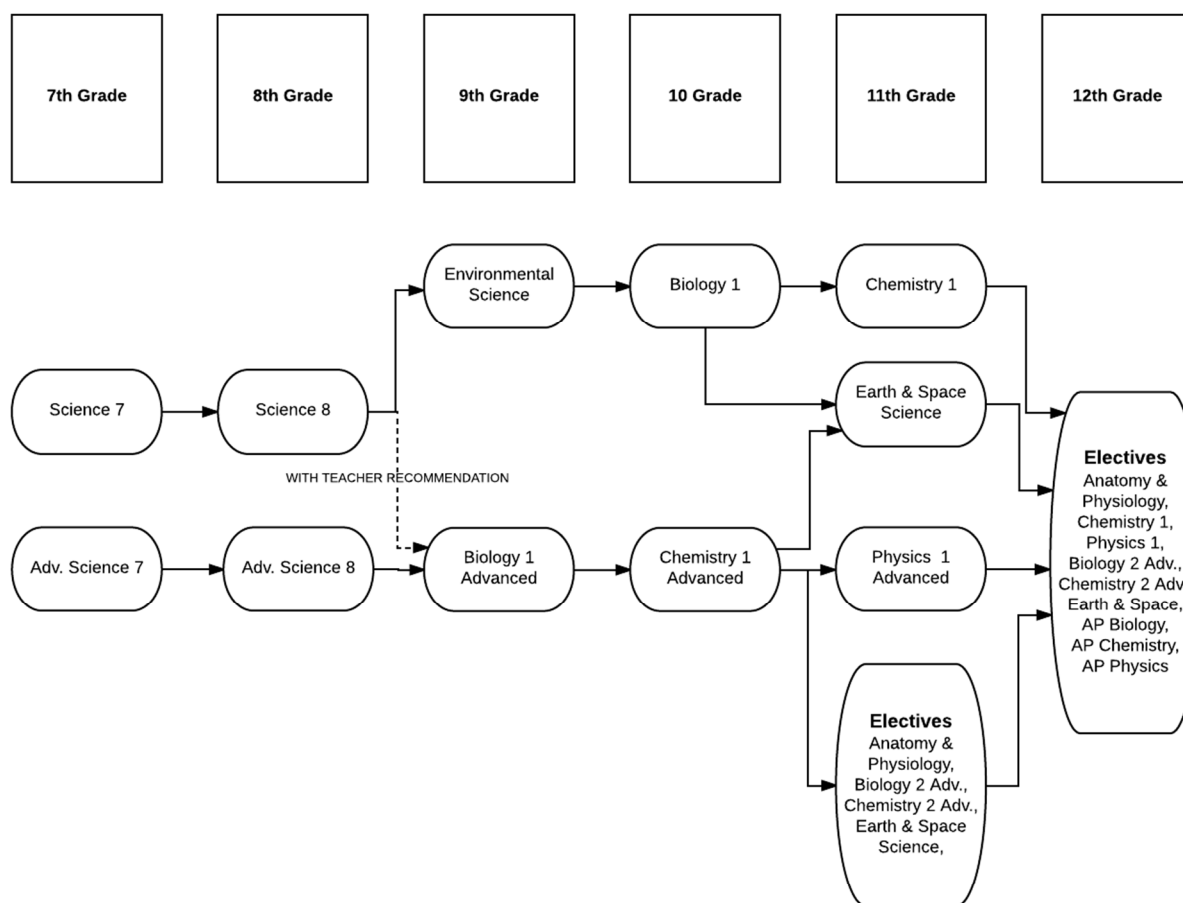 7th Grade
8th Grade
9th Grade
10 Grade
11th Grade
12th Grade
Environmental
Science
Biology 1
Chemistry 1
Science 7
Science 8
Earth & Space
Science
WITH TEACHER RECOMMENDATION
Adv. Science 7
Adv. Science 8
Biology 1
Advanced
Chemistry 1
Advanced
Physics 1
Advanced
Electives
Anatomy &
Physiology,
Biology 2 Adv.,
Chemistry 2 Adv.,
Earth & Space
Science,
Electives
Anatomy &
Physiology,
Chemistry 1,
Physics 1,
Biology 2 Adv.,
Chemistry 2 Adv
Earth & Space,
AP Biology,
AP Chemistry,
AP Physics